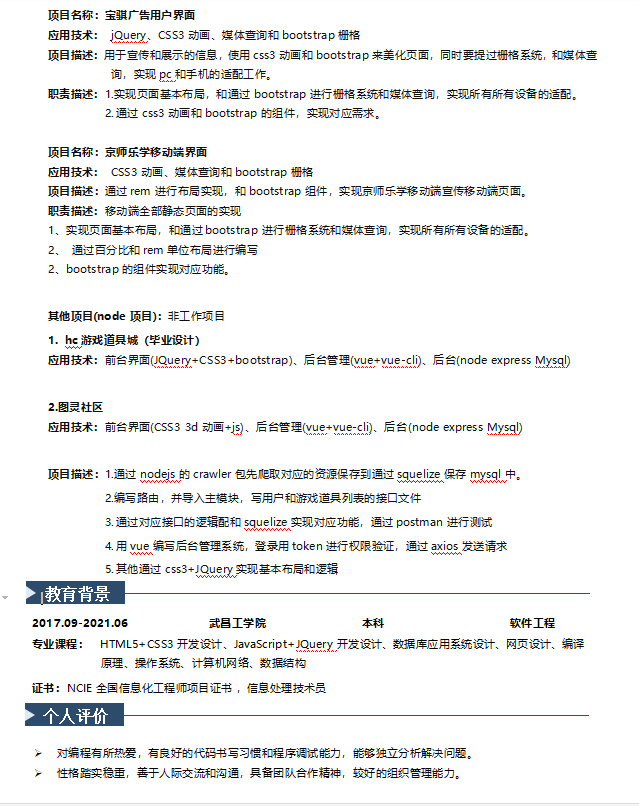 项目名称：宝骐广告用户界面
应用技术： jQuery、CSS3 动画、媒体查询和 bootstrap 栅格
项目描述：用于宣传和展示的信息，使用 css3 动画和 bootstrap 来美化页面，同时要提过栅格系统，和媒体查
询，实现 pc 和手机的适配工作。
职责描述：1.实现页面基本布局，和通过 bootstrap 进行栅格系统和媒体查询，实现所有所有设备的适配。
2. 通过 css3 动画和 bootstrap 的组件，实现对应需求。
项目名称：京师乐学移动端界面
应用技术： CSS3 动画、媒体查询和 bootstrap 栅格
项目描述：通过 rem 进行布局实现，和 bootstrap 组件，实现京师乐学移动端宣传移动端页面。
职责描述：移动端全部静态页面的实现
1、实现页面基本布局，和通过 bootstrap 进行栅格系统和媒体查询，实现所有所有设备的适配。
2、 通过百分比和 rem 单位布局进行编写
2、bootstrap 的组件实现对应功能。
其他项目(node 项目)：非工作项目
1. hc 游戏道具城（毕业设计）
应用技术：前台界面(JQuery+CSS3+bootstrap)、后台管理(vue+vue-cli)、后台(node express Mysql)
2.图灵社区
应用技术：前台界面(CSS3 3d 动画+js)、后台管理(vue+vue-cli)、后台(node express Mysql)
项目描述：1.通过 nodejs 的 crawler 包先爬取对应的资源保存到通过 squelize 保存 mysql 中。
2.编写路由，并导入主模块，写用户和游戏道具列表的接口文件
3. 通过对应接口的逻辑配和 squelize 实现对应功能，通过 postman 进行测试
4. 用 vue 编写后台管理系统，登录用 token 进行权限验证，通过 axios 发送请求
5. 其他通过 css3+JQuery 实现基本布局和逻辑
教育背景
2017.09-2021.06 武昌工学院 本科 软件工程
专业课程： HTML5+CSS3 开发设计、JavaScript+JQuery 开发设计、数据库应用系统设计、网页设计、编译
原理、操作系统、计算机网络、数据结构
证书：NCIE 全国信息化工程师项目证书 ，信息处理技术员
个人评价
➢ 对编程有所热爱，有良好的代码书写习惯和程序调试能力，能够独立分析解决问题。
➢ 性格踏实稳重，善于人际交流和沟通，具备团队合作精神，较好的组织管理能力。